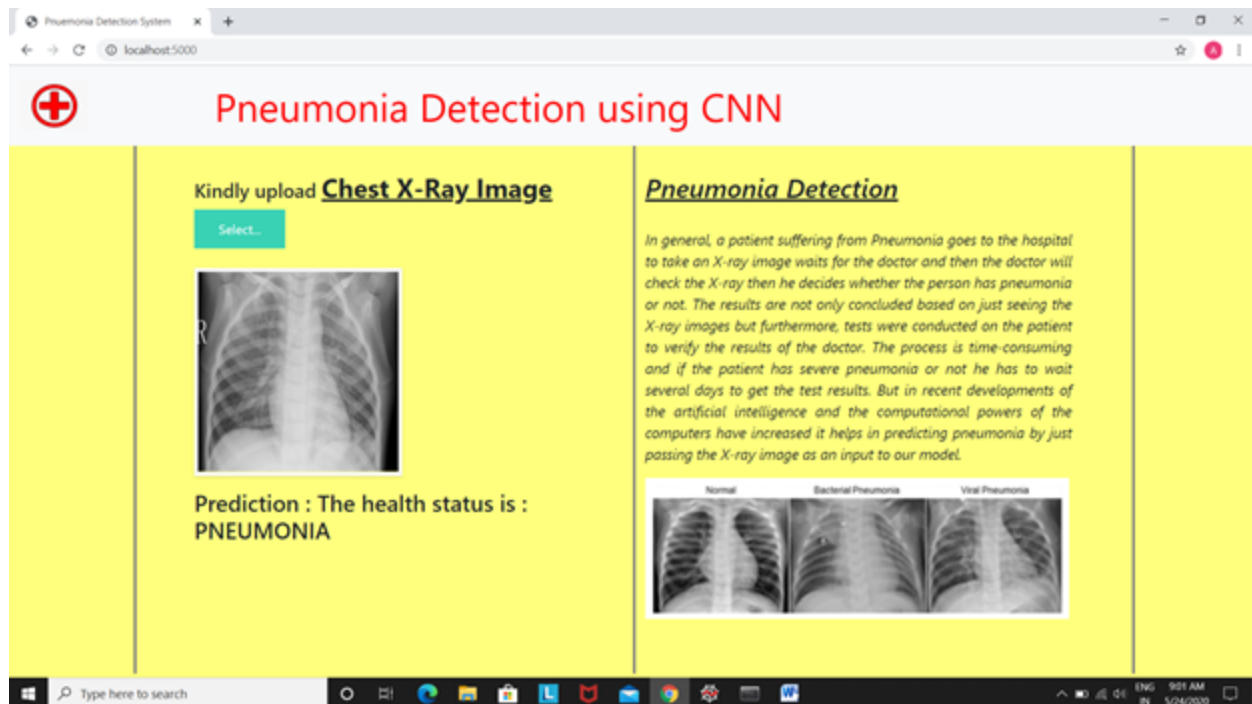 Pnuemonia Detection System
localhost:5000
A
Pneumonia Detection using CNN
Kindly upload Chest X-Ray Image
Select...
R
Prediction : The health status is :
PNEUMONIA
Pneumonia Detection
In general, a patient suffering from Pneumonia goes to the hospital
to take an X-ray image waits for the doctor and then the doctor will
check the X-ray then he decides whether the person has pneumonia
or not. The results are not only concluded based on just seeing the
X-ray images but furthermore, tests were conducted on the patient
to verify the results of the doctor. The process is time-consuming
and if the patient has severe pneumonia or not he has to wait
several days to get the test results. But in recent developments of
the artificial intelligence and the computational powers of the
computers have increased it helps in predicting pneumonia by just
passing the X-ray image as an input to our model.
Normal Bacterial Pneumonia Viral Pneumonia
Type here to search
L
W
ENG 9:01 AM
IN 5/24/2020